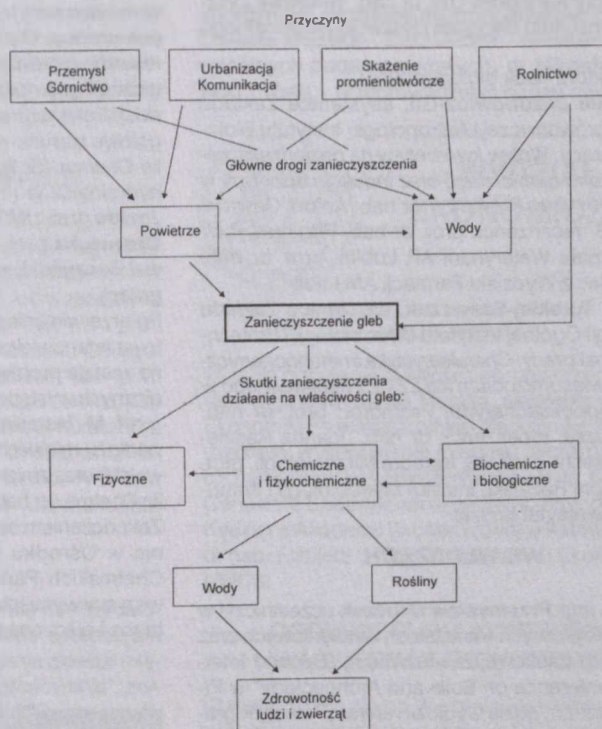 Przyczyny
Przemysł
Górnictwo
Urbanizacja
Komunikacja
Skażenie
promieniotwórcze
Rolnictwo
Główne drogi zanieczyszczenia
Powietrze
Wody
Zanieczyszczenie gleb
Skutki zanieczyszczenia
działanie na właściwości gleb:
Fizyczne
Chemiczne
i fizykochemiczne
Biochemiczne
i biologiczne
Wody
Rośliny
Zdrowotność
ludzi i zwierząt